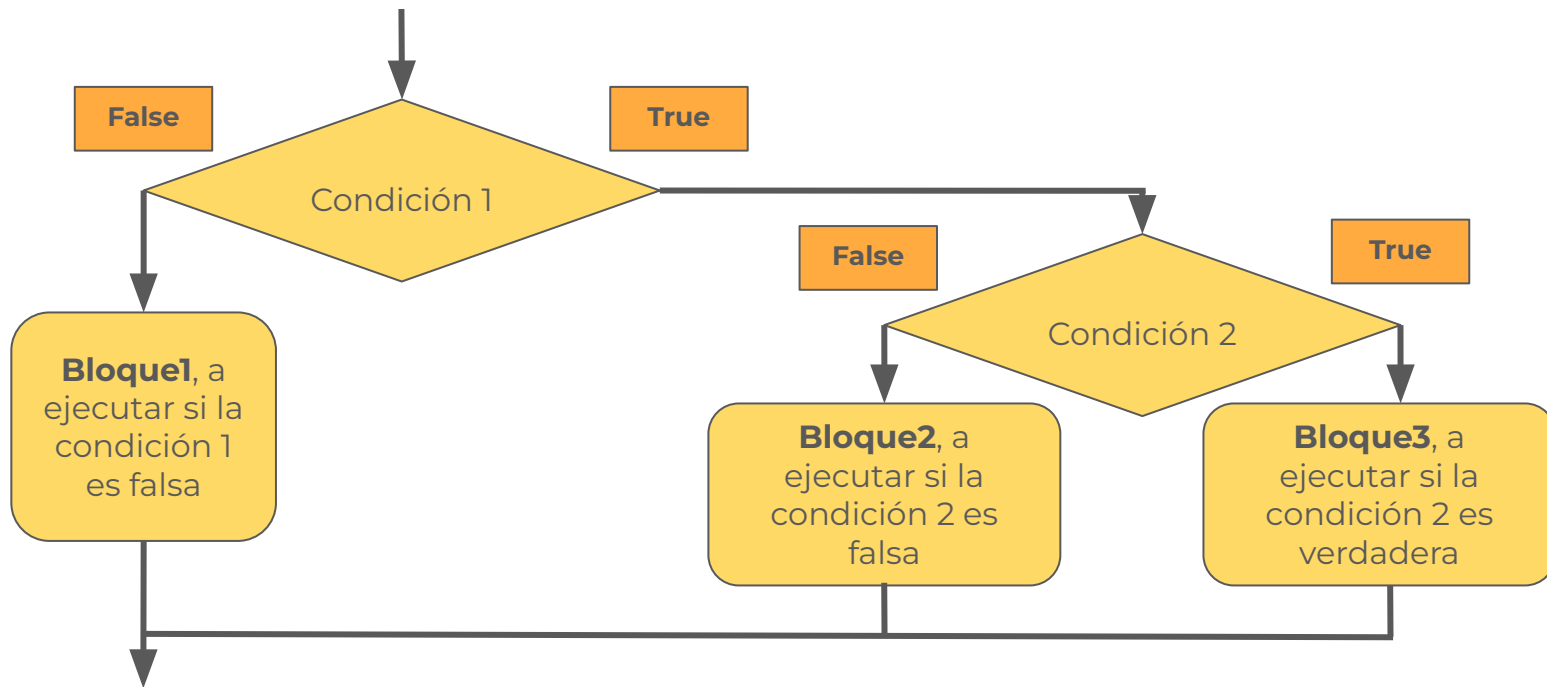 False
True
Condición 1
False
True
Condición 2
Bloque1, a
ejecutar si la
condición 1
es falsa
Bloque2, a
ejecutar si la
condición 2 es
falsa
Bloque3, a
ejecutar si la
condición 2 es
verdadera